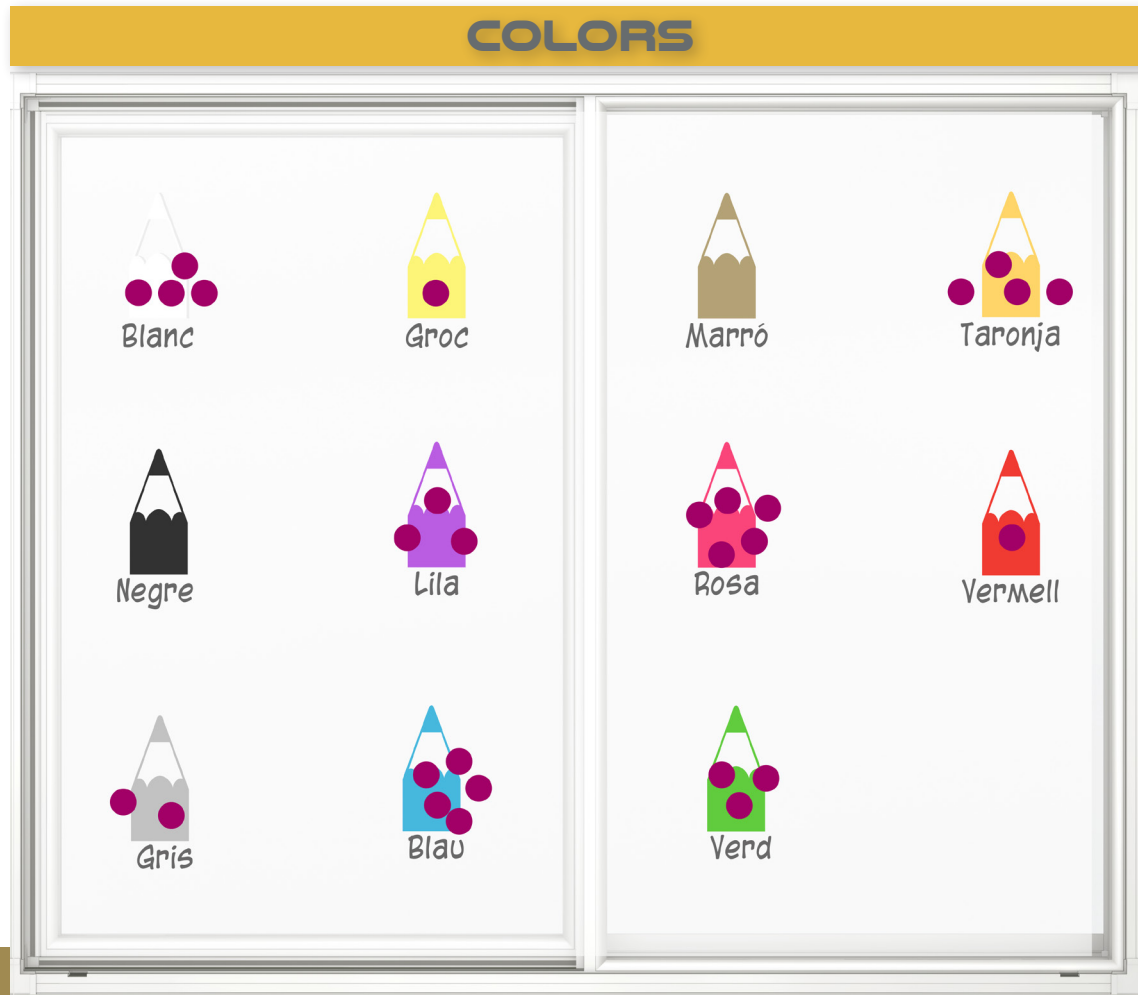 COLORS
Blanc
Groc
Marró
Taronja
Negre
Lila
Rosa
Vermell
Gris
Blau
Verd